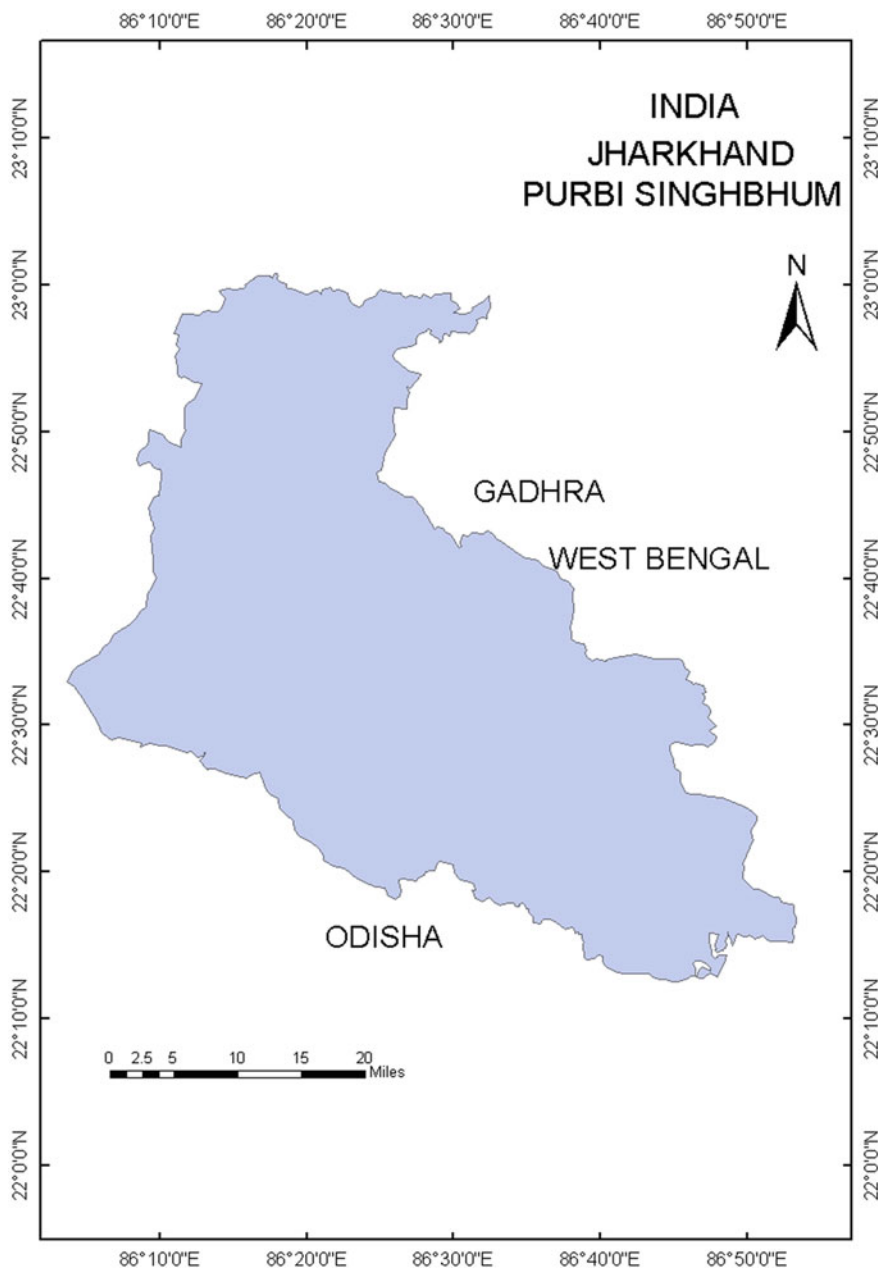 86°10'0"E 86°20'0"E 86°30'0"E 86°40'0"E 86°50'0"E
INDIA
JHARKHAND
PURBI SINGHBHUM
N
23°10'0"N 23°10'0"N
23°0'0"N 23°0'0"N
22°50'0"N 22°50'0"N
GADHRA
WEST BENGAL
22°40'0"N 22°40'0"N
22°30'0"N 22°30'0"N
22°20'0"N 22°20'0"N
ODISHA
22°10'0"N 22°10'0"N
0 2.5 5 10 15 20
Miles
22°0'0"N 22°0'0"N
86°10'0"E 86°20'0"E 86°30'0"E 86°40'0"E 86°50'0"E